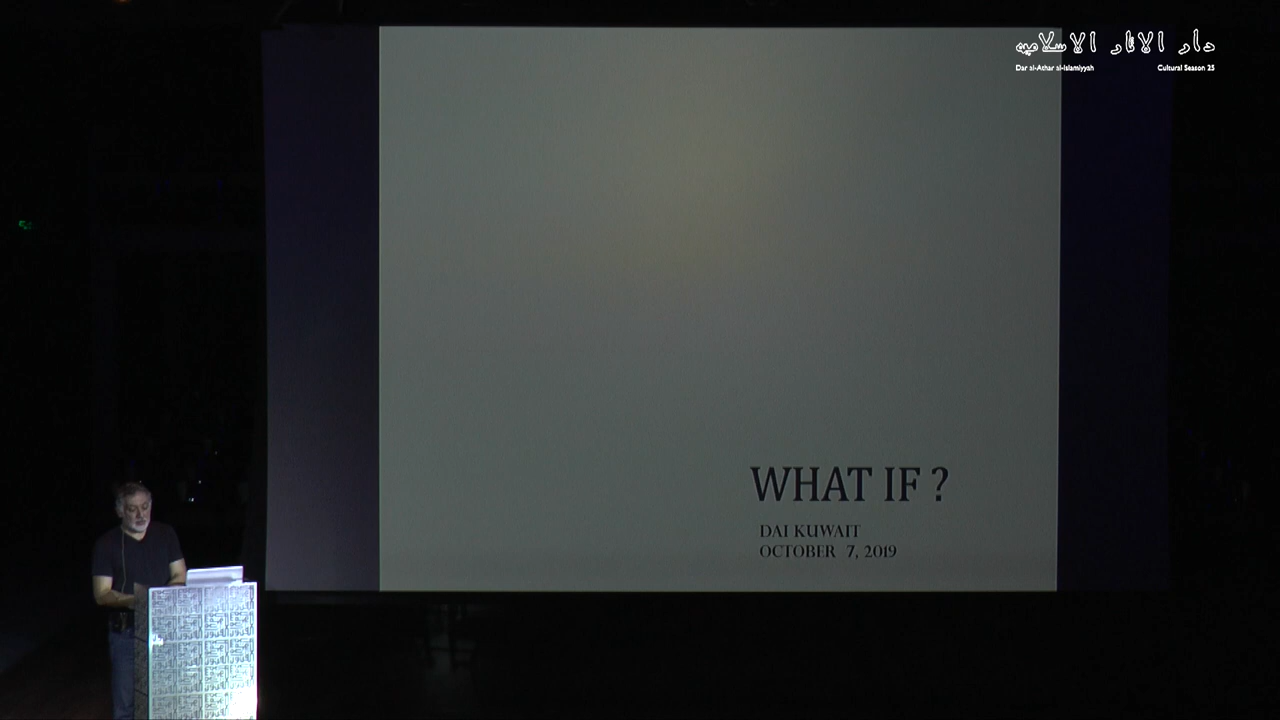 دار الآثار الإسلامية
Dar al-Athar al-Islamiyyah Cultural Season 25
WHAT IF ?
DAI KUWAIT
OCTOBER 7, 2019